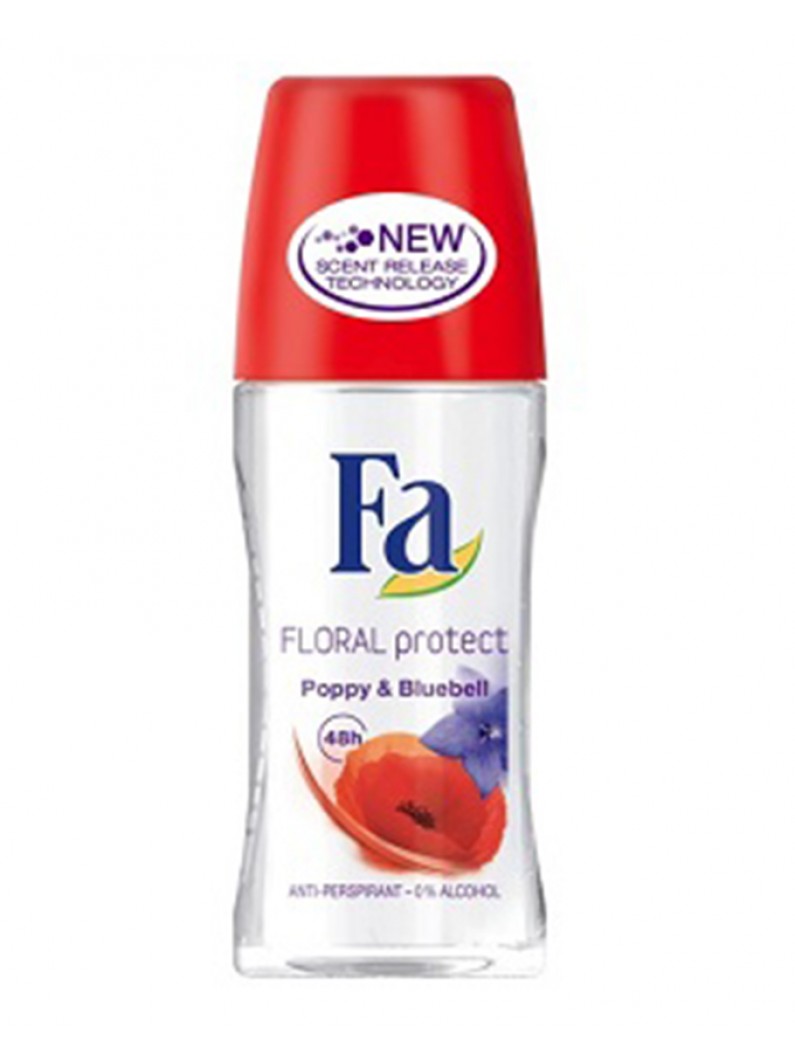 NEW
SCENT RELEASE
TECHNOLOGY
Fa
FLORAL protect
Poppy & Bluebell
48h
ANTI-PERSPIRANT - 0% ALCOHOL